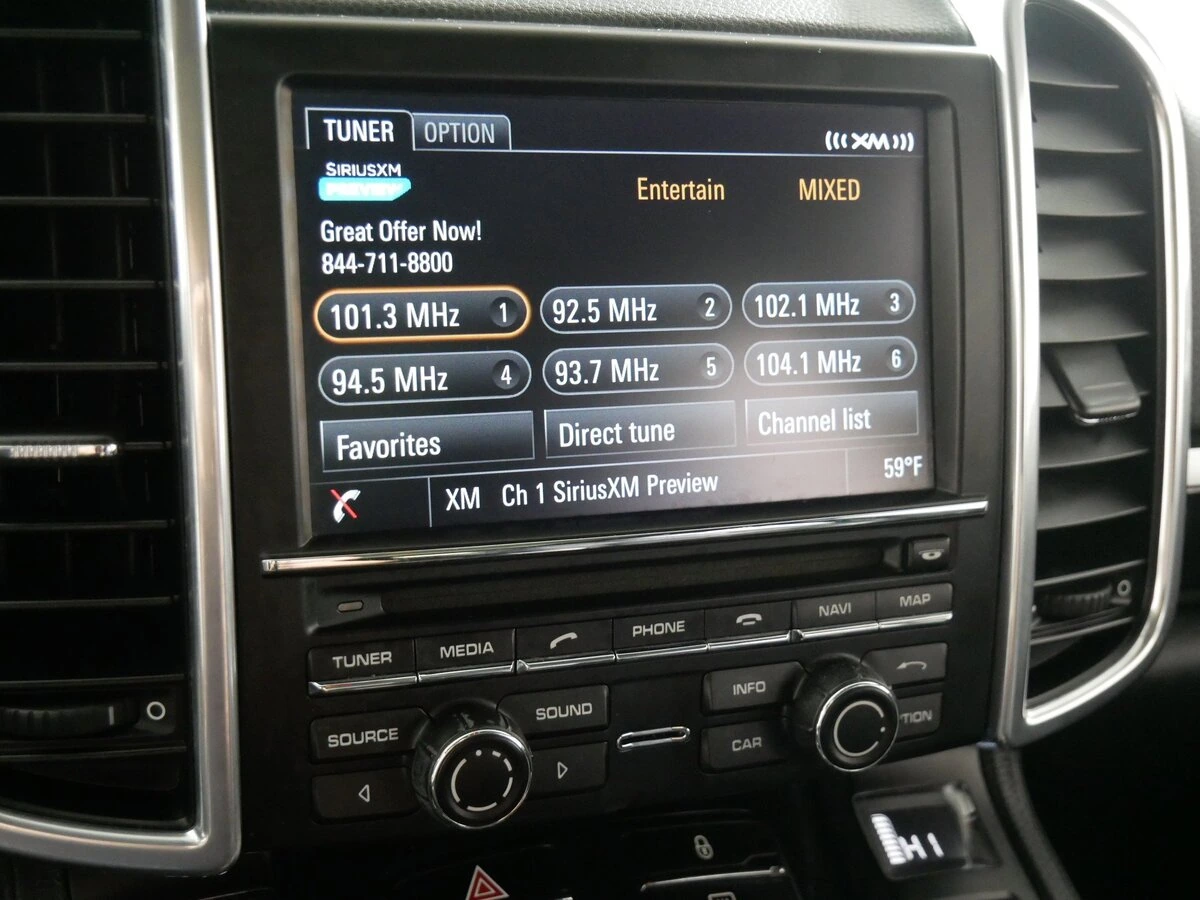 TUNER OPTION
(((XM)))
SIRIUSXM
PREVIEW
Entertain MIXED
Great Offer Now!
844-711-8800
101.3 MHz 1 92.5 MHz 2 102.1 MHz 3
94.5 MHz 4 93.7 MHz 5 104.1 MHz 6
Favorites Direct tune Channel list
XM Ch 1 SiriusXM Preview 59°F
TUNER MEDIA PHONE NAVI MAP
SOURCE SOUND INFO
CAR TION
HI